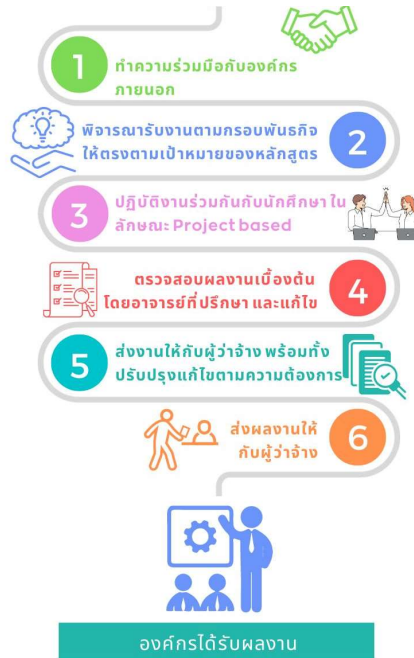 1
ทำความร่วมมือกับองค์กร
ภายนอก
พิจารณารับงานตามกรอบพันธกิจ
ให้ตรงตามเป้าหมายของหลักสูตร
2
3
ปฏิบัติงานร่วมกันกับนักศึกษา ใน
ลักษณะ Project based
ตรวจสอบผลงานเบื้องต้น
โดยอาจารย์ที่ปรึกษา และแก้ไข
4
5
ส่งงานให้กับผู้ว่าจ้าง พร้อมทั้ง
ปรับปรุงแก้ไขตามความต้องการ
ส่งผลงานให้
กับผู้ว่าจ้าง
6
องค์กรได้รับผลงาน